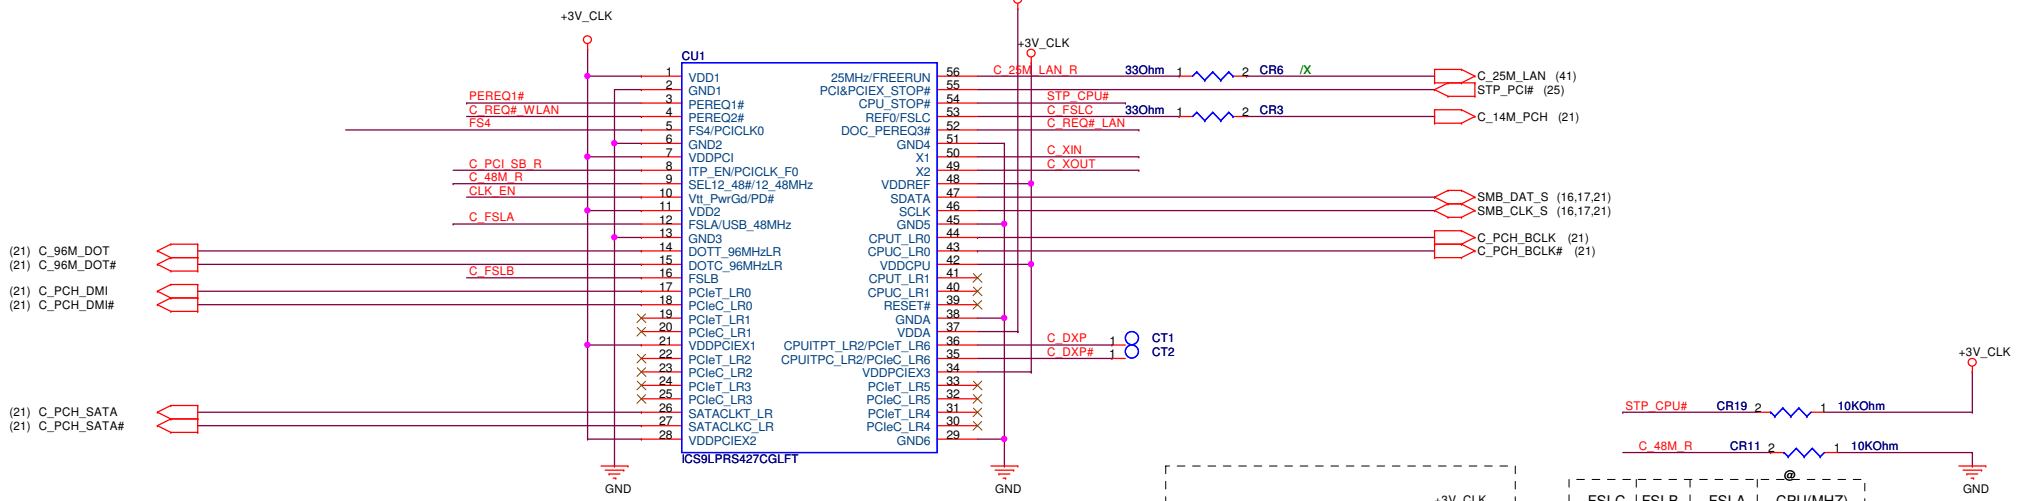 +3V_CLK
+3V_CLK
CU1
1 VDD1 25MHz/FREERUN 56 C_25M_LAN_R 33Ohm 1 2 CR6 /X C_25M_LAN (41)
2 GND1 PCI&PCIEX_STOP# 55 STP_PCI# (25)
PEREQ1# 3 PEREQ1# CPU_STOP# 54 STP_CPU#
C_REQ#_WLAN 4 PEREQ2# REF0/FSLC 53 C_FSLC 33Ohm 1 2 CR3 C_14M_PCH (21)
FS4 5 FS4/PCICLK0 DOC_PEREQ3# 52 C_REQ#_LAN
6 GND2 GND4 51
7 VDDPCI X1 50 C_XIN
C_PCI_SB_R 8 ITP_EN/PCICLK_F0 X2 49 C_XOUT
C_48M_R 9 SEL12_48#/12_48MHz VDDREF 48
CLK_EN 10 Vtt_PwrGd/PD# SDATA 47 SMB_DAT_S (16,17,21)
11 VDD2 SCLK 46 SMB_CLK_S (16,17,21)
C_FSLA 12 FSLA/USB_48MHz GND5 45
13 GND3 CPUT_LR0 44 C_PCH_BCLK (21)
(21) C_96M_DOT 14 DOTT_96MHzLR CPUC_LR0 43 C_PCH_BCLK# (21)
(21) C_96M_DOT# 15 DOTC_96MHzLR VDDCPU 42
C_FSLB 16 FSLB CPUT_LR1 41
(21) C_PCH_DMI 17 PCIeT_LR0 CPUC_LR1 40
(21) C_PCH_DMI# 18 PCIeC_LR0 RESET# 39
19 PCIeT_LR1 GNDA 38
20 PCIeC_LR1 VDDA 37
21 VDDPCIEX1 CPUITPT_LR2/PCIeT_LR6 36 C_DXP 1 CT1
22 PCIeT_LR2 CPUITPC_LR2/PCIeC_LR6 35 C_DXP# 1 CT2
23 PCIeC_LR2 VDDPCIEX3 34
24 PCIeT_LR3 PCIeT_LR5 33
25 PCIeC_LR3 PCIeC_LR5 32
(21) C_PCH_SATA 26 SATACLKT_LR PCIeT_LR4 31
(21) C_PCH_SATA# 27 SATACLKC_LR PCIeC_LR4 30
28 VDDPCIEX2 GND6 29
ICS9LPRS427CGLFT
GND
GND
+3V_CLK
STP_CPU# CR19 2 1 10KOhm
C_48M_R CR11 2 1 10KOhm
@
GND
+3V_CLK
FSLC FSLB FSLA CPU(MHZ)